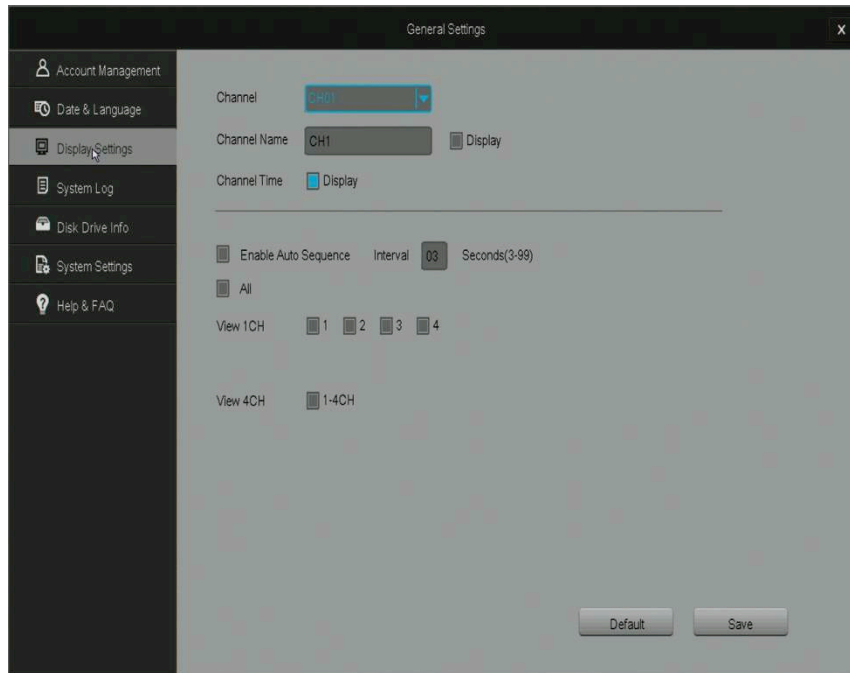 General Settings
X
Account Management
Date & Language
Display Settings
System Log
Disk Drive Info
System Settings
Help & FAQ
Channel CH01
Channel Name CH1 Display
Channel Time Display
Enable Auto Sequence Interval 03 Seconds(3-99)
All
View 1CH 1 2 3 4
View 4CH 1-4CH
Default Save